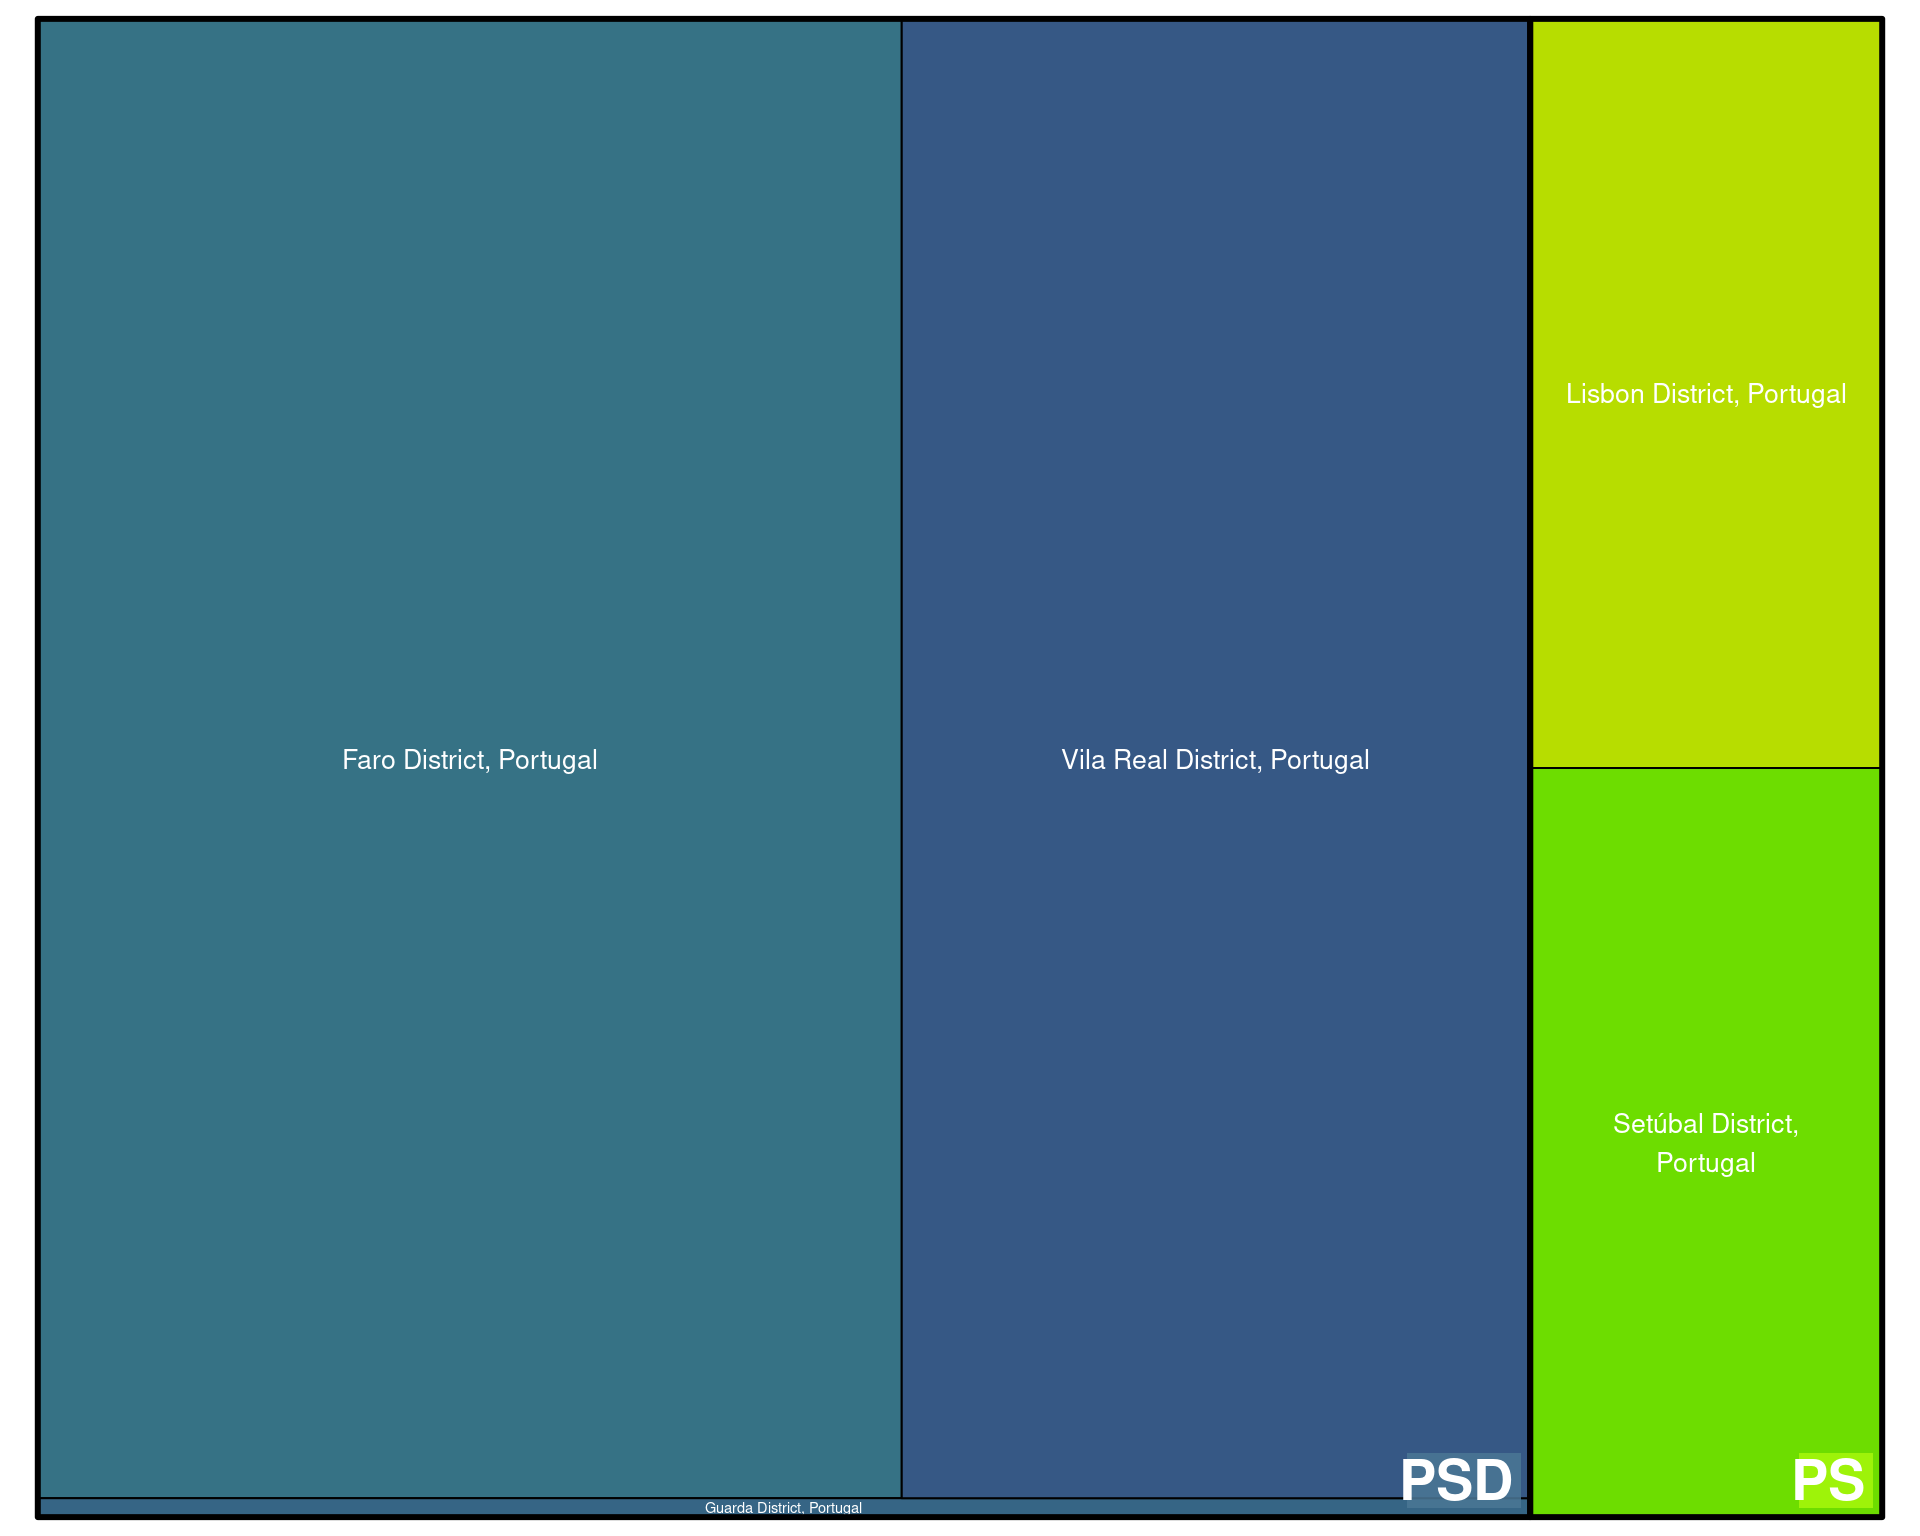 Lisbon District, Portugal
Faro District, Portugal
Vila Real District, Portugal
Setúbal District,
Portugal
PSD
PS
Guarda District, Portugal